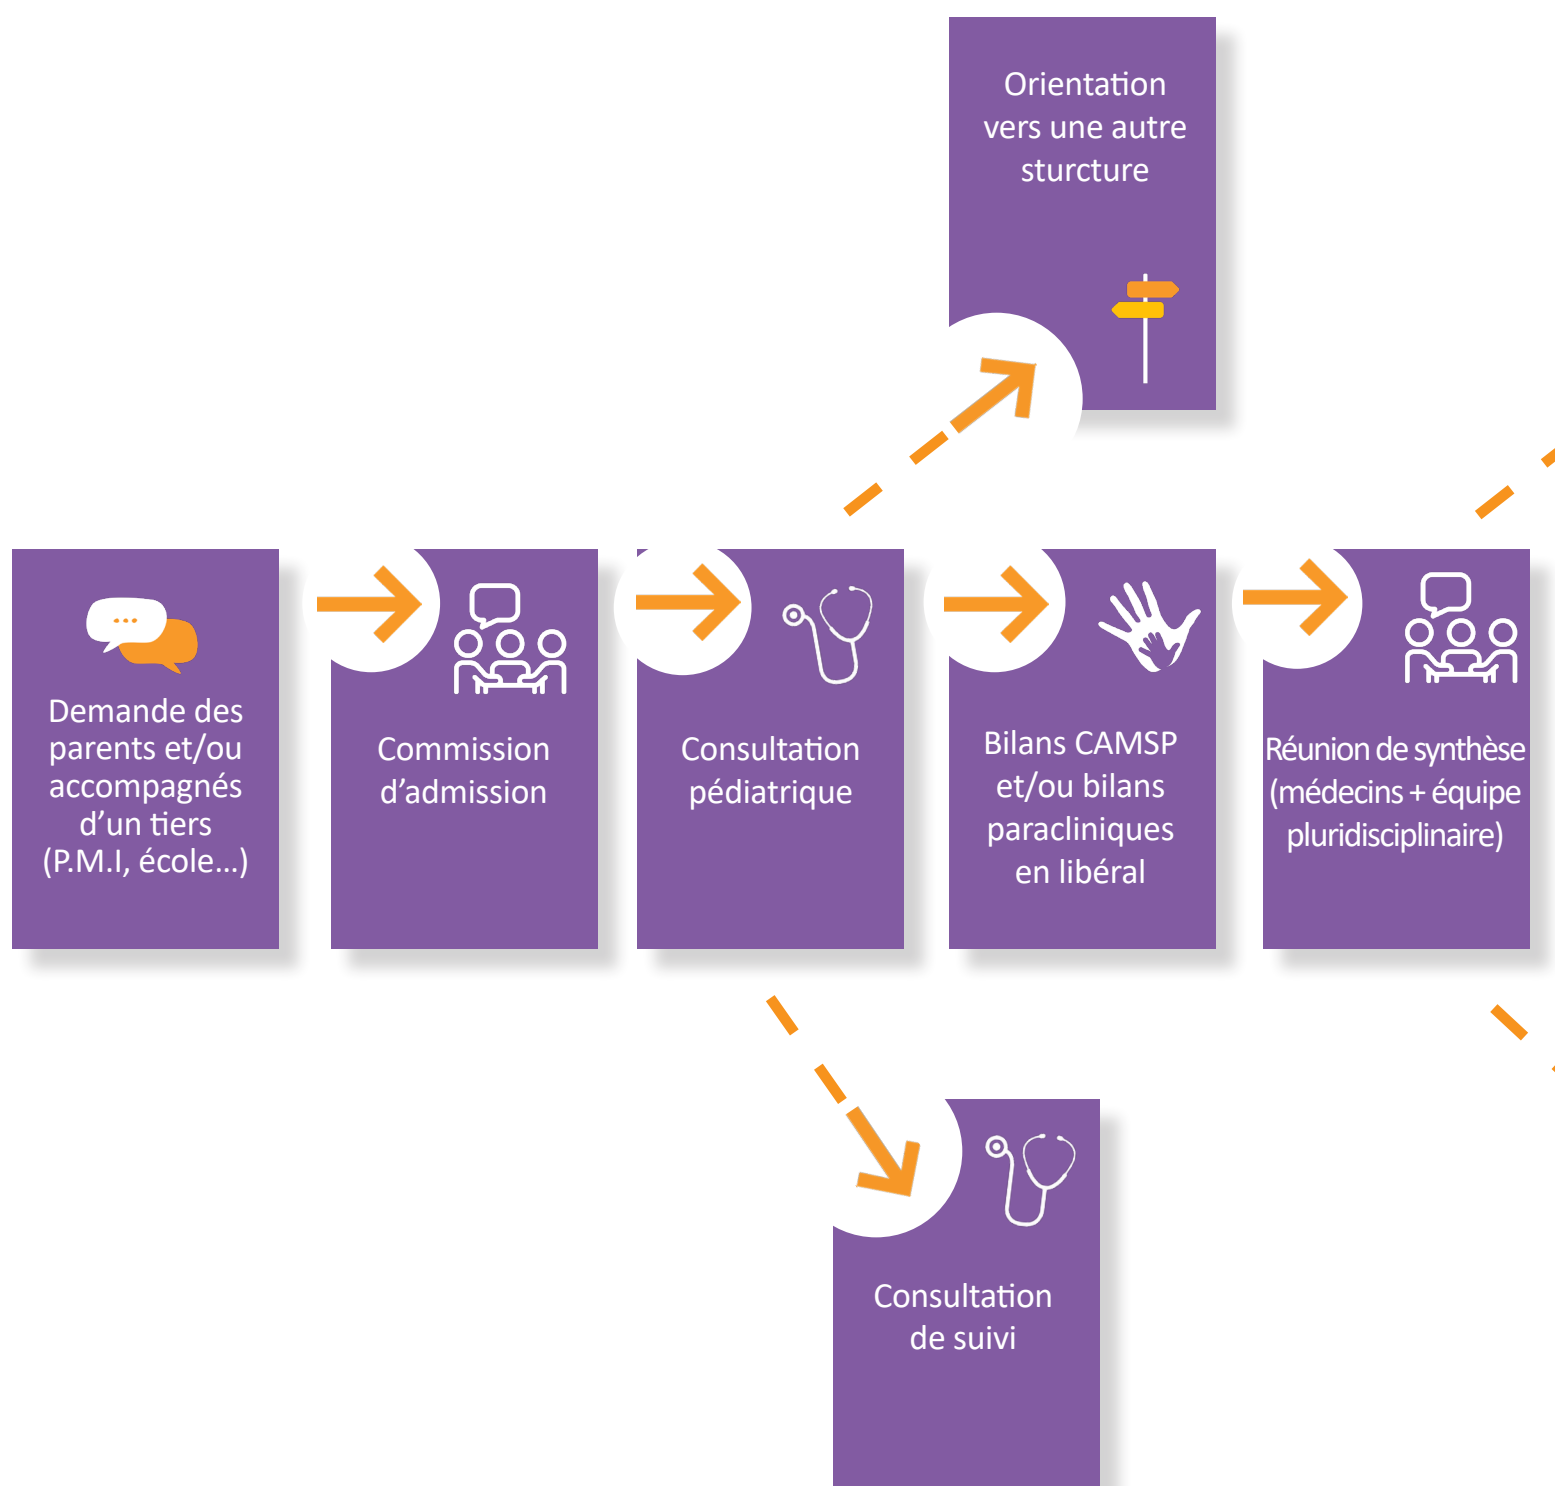 Orientation
vers une autre
sturcture
Demande des
parents et/ou
accompagnés
d’un tiers
(P.M.I, école...)
Commission
d’admission
Consultation
pédiatrique
Bilans CAMSP
et/ou bilans
paracliniques
en libéral
Réunion de synthèse
(médecins + équipe
pluridisciplinaire)
Consultation
de suivi